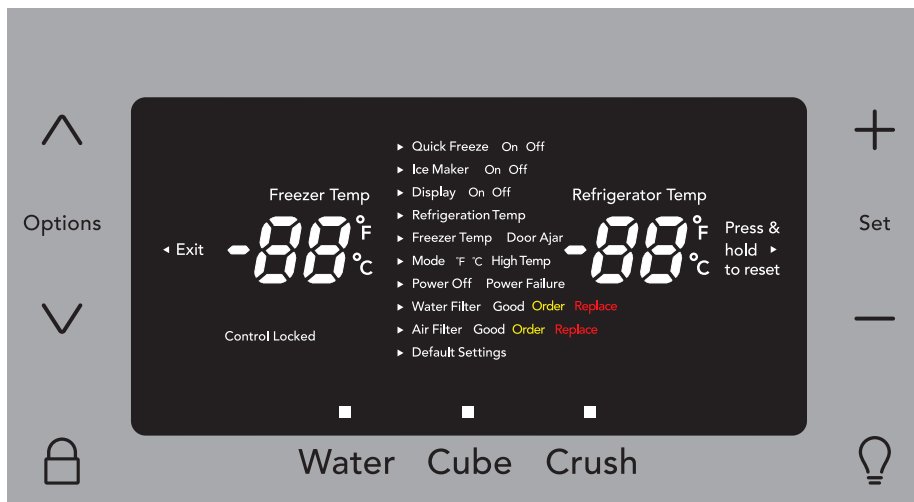 Options
◂ Exit
Freezer Temp
-88 °F °C
Control Locked
▸ Quick Freeze On Off
▸ Ice Maker On Off
▸ Display On Off
▸ Refrigeration Temp
▸ Freezer Temp Door Ajar
▸ Mode °F °C High Temp
▸ Power Off Power Failure
▸ Water Filter Good Order Replace
▸ Air Filter Good Order Replace
▸ Default Settings
Refrigerator Temp
-88 °F °C
Press &
hold ▸
to reset
Set
Water Cube Crush